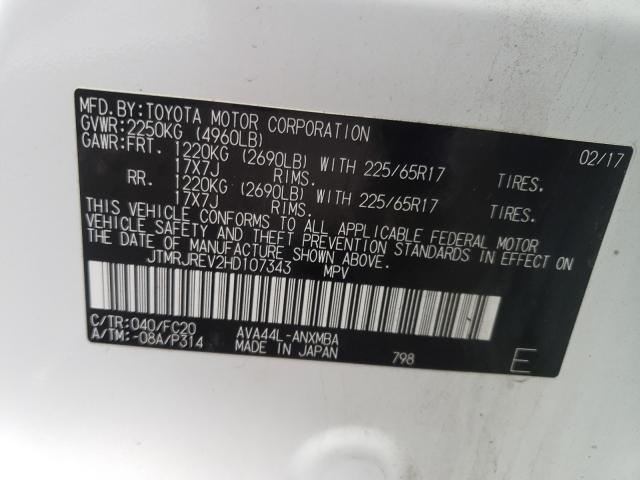 MFD.BY:TOYOTA MOTOR CORPORATION 02/17
GVWR:2250KG (4960LB)
GAWR:FRT. 1220KG (2690LB) WITH 225/65R17 TIRES.
17X7J RIMS.
RR. 1220KG (2690LB) WITH 225/65R17 TIRES.
17X7J RIMS.
THIS VEHICLE CONFORMS TO ALL APPLICABLE FEDERAL MOTOR
VEHICLE SAFETY AND THEFT PREVENTION STANDARDS IN EFFECT ON
THE DATE OF MANUFACTURE SHOWN ABOVE.
JTMRJREV2HD107343 MPV
C/TR:040/FC20 AVA44L-ANXMBA
A/TM:-08A/P314 MADE IN JAPAN 798 E